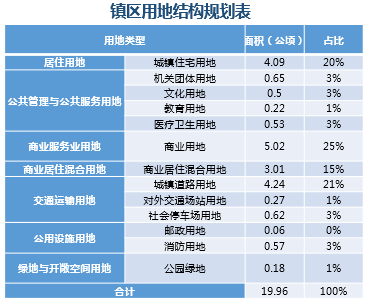 镇区用地结构规划表
用地类型 面积（公顷） 占比
居住用地 城镇住宅用地 4.09 20%
公共管理与公共服务用地 机关团体用地 0.65 3%
文化用地 0.5 3%
教育用地 0.22 1%
医疗卫生用地 0.53 3%
商业服务业用地 商业用地 5.02 25%
商业居住混合用地 商业居住混合用地 3.01 15%
交通运输用地 城镇道路用地 4.24 21%
对外交通场站用地 0.27 1%
社会停车场用地 0.62 3%
公用设施用地 邮政用地 0.06 0%
消防用地 0.57 3%
绿地与开敞空间用地 公园绿地 0.18 1%
合计 19.96 100%